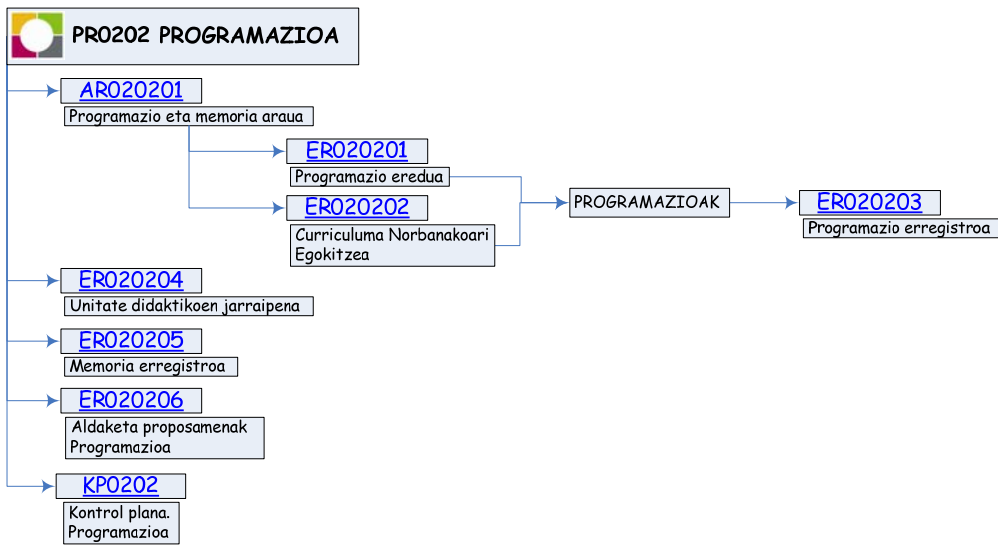 PR0202 PROGRAMAZIOA
AR020201
Programazio eta memoria araua
ER020201
Programazio eredua
ER020202
Curriculuma Norbanakoari
Egokitzea
PROGRAMAZIOAK
ER020203
Programazio erregistroa
ER020204
Unitate didaktikoen jarraipena
ER020205
Memoria erregistroa
ER020206
Aldaketa proposamenak
Programazioa
KP0202
Kontrol plana.
Programazioa